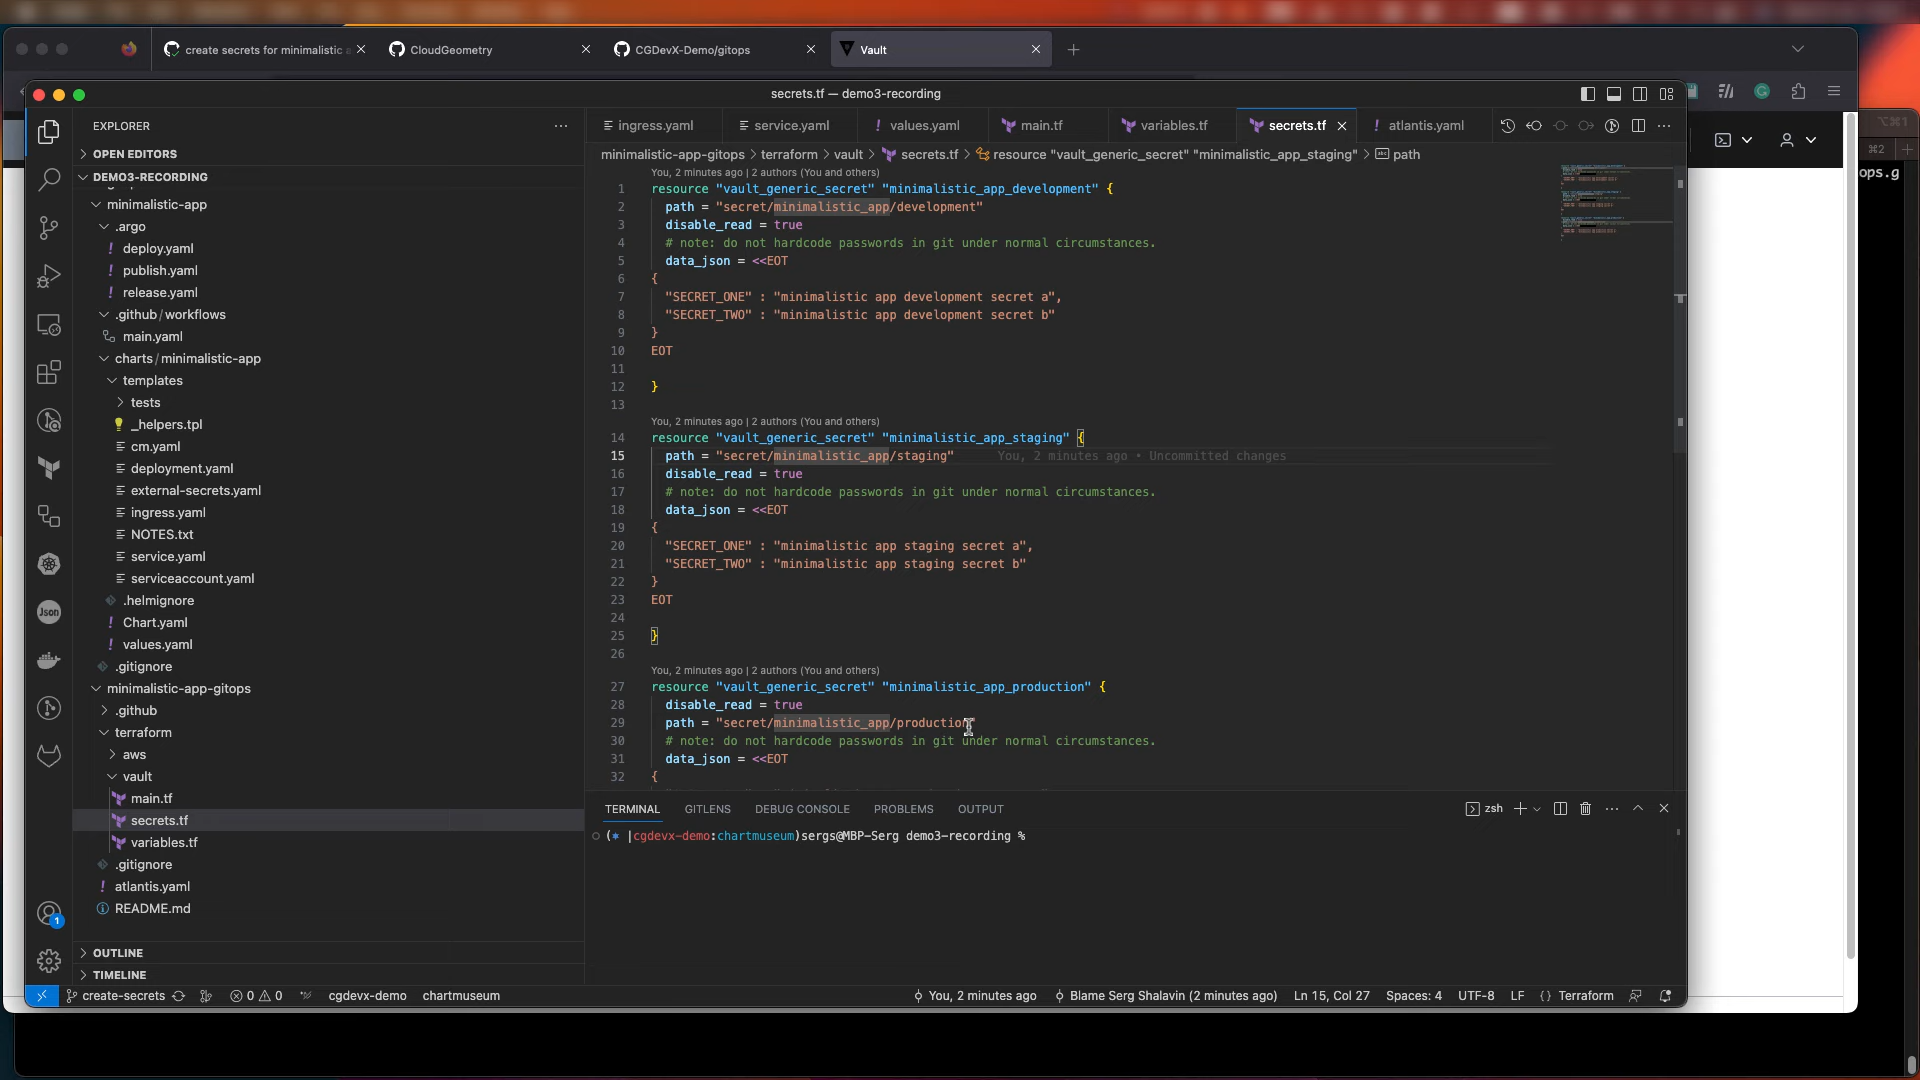 create secrets for minimalistic a
CloudGeometry
CGDevX-Demo/gitops
Vault
secrets.tf — demo3-recording
EXPLORER
ingress.yaml
service.yaml
values.yaml
main.tf
variables.tf
secrets.tf
atlantis.yaml
⌥⌘1
⌘2
ops.g
OPEN EDITORS
DEMO3-RECORDING
minimalistic-app
.argo
deploy.yaml
publish.yaml
release.yaml
.github/workflows
main.yaml
charts/minimalistic-app
templates
tests
_helpers.tpl
cm.yaml
deployment.yaml
external-secrets.yaml
ingress.yaml
NOTES.txt
service.yaml
serviceaccount.yaml
.helmignore
Chart.yaml
values.yaml
.gitignore
minimalistic-app-gitops
.github
terraform
aws
vault
main.tf
secrets.tf
variables.tf
.gitignore
atlantis.yaml
README.md
OUTLINE
TIMELINE
minimalistic-app-gitops > terraform > vault > secrets.tf > resource "vault_generic_secret" "minimalistic_app_staging" > path
You, 2 minutes ago | 2 authors (You and others)
1 resource "vault_generic_secret" "minimalistic_app_development" {
2 path = "secret/minimalistic_app/development"
3 disable_read = true
4 # note: do not hardcode passwords in git under normal circumstances.
5 data_json = <<EOT
6 {
7 "SECRET_ONE" : "minimalistic app development secret a",
8 "SECRET_TWO" : "minimalistic app development secret b"
9 }
10 EOT
11
12 }
13
You, 2 minutes ago | 2 authors (You and others)
14 resource "vault_generic_secret" "minimalistic_app_staging" {
15 path = "secret/minimalistic_app/staging" You, 2 minutes ago • Uncommitted changes
16 disable_read = true
17 # note: do not hardcode passwords in git under normal circumstances.
18 data_json = <<EOT
19 {
20 "SECRET_ONE" : "minimalistic app staging secret a",
21 "SECRET_TWO" : "minimalistic app staging secret b"
22 }
23 EOT
24
25 }
26
You, 2 minutes ago | 2 authors (You and others)
27 resource "vault_generic_secret" "minimalistic_app_production" {
28 disable_read = true
29 path = "secret/minimalistic_app/production"
30 # note: do not hardcode passwords in git under normal circumstances.
31 data_json = <<EOT
32 {
TERMINAL GITLENS DEBUG CONSOLE PROBLEMS OUTPUT
zsh
(* |cgdevx-demo:chartmuseum)sergs@MBP-Serg demo3-recording %
Json
1
create-secrets
0 0
cgdevx-demo
chartmuseum
You, 2 minutes ago
Blame Serg Shalavin (2 minutes ago)
Ln 15, Col 27
Spaces: 4
UTF-8
LF
{} Terraform